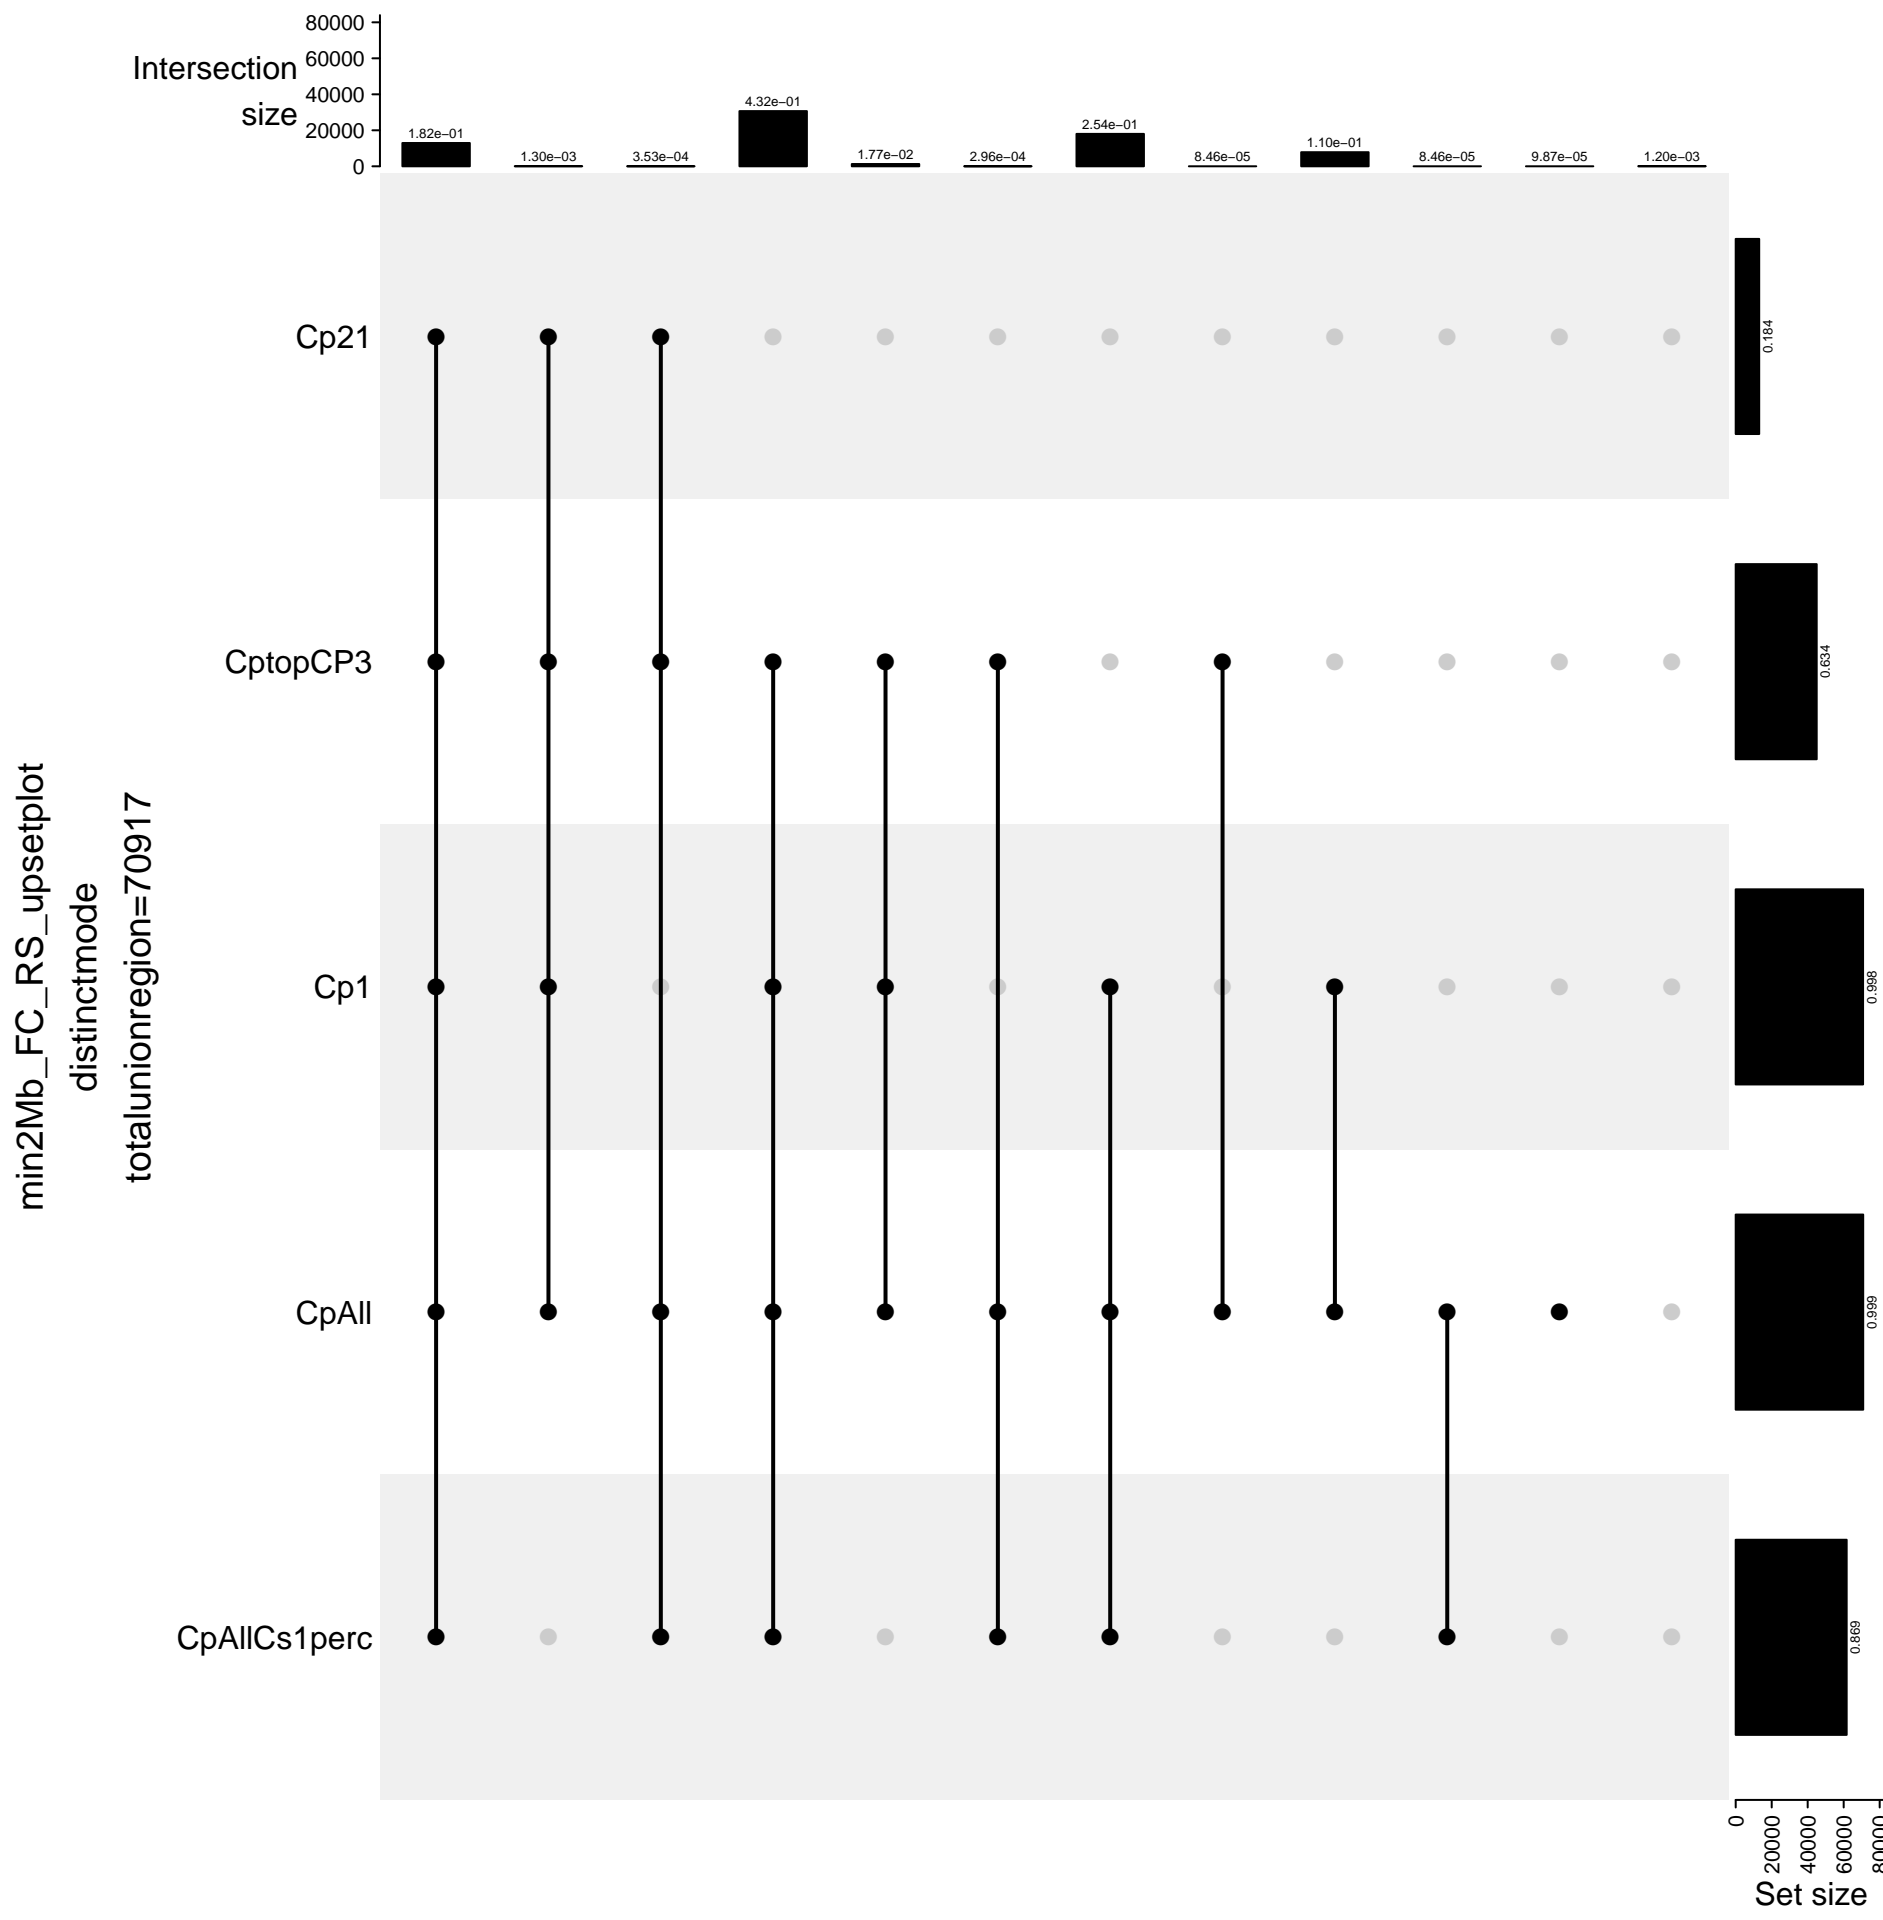 80000
60000
Intersection
40000
size
20000
0
1.82e−01
1.30e−03
3.53e−04
4.32e−01
1.77e−02
2.96e−04
2.54e−01
8.46e−05
1.10e−01
8.46e−05
9.87e−05
1.20e−03
min2Mb_FC_RS_upsetplot
distinctmode
totalunionregion=70917
Cp21
0.184
CptopCP3
0.634
Cp1
0.998
CpAll
0.999
CpAllCs1perc
0.869
0
20000
40000
60000
80000
Set size